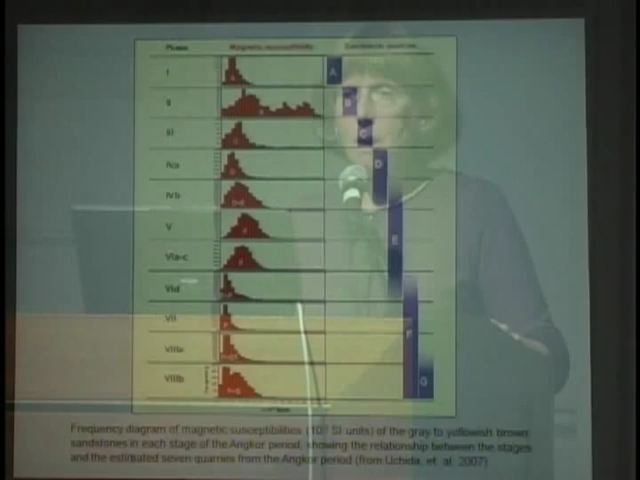 Phase Magnetic susceptibility Sandstone quarries
I A
II B
III C
IVa D
IVb
V E
VIa-c
VId
VII F
VIIIa
VIIIb G
Frequency diagram of magnetic susceptibilities (10⁻³ SI units) of the gray to yellowish brown
sandstones in each stage of the Angkor period, showing the relationship between the stages
and the estimated seven quarries from the Angkor period (from Uchida, et. al. 2007)